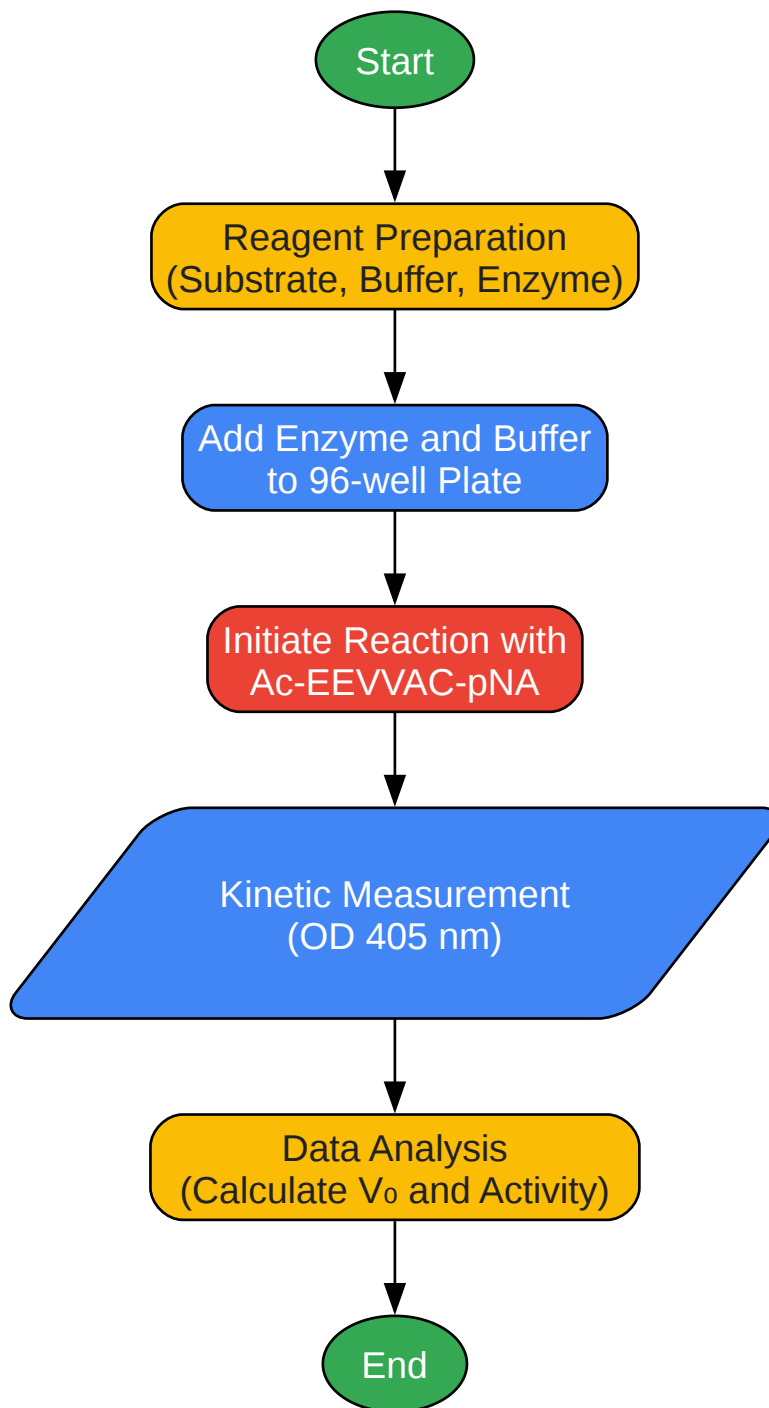 Start
Reagent Preparation
(Substrate, Buffer, Enzyme)
Add Enzyme and Buffer
to 96-well Plate
Initiate Reaction with
Ac-EEVVAC-pNA
Kinetic Measurement
(OD 405 nm)
Data Analysis
(Calculate V₀ and Activity)
End